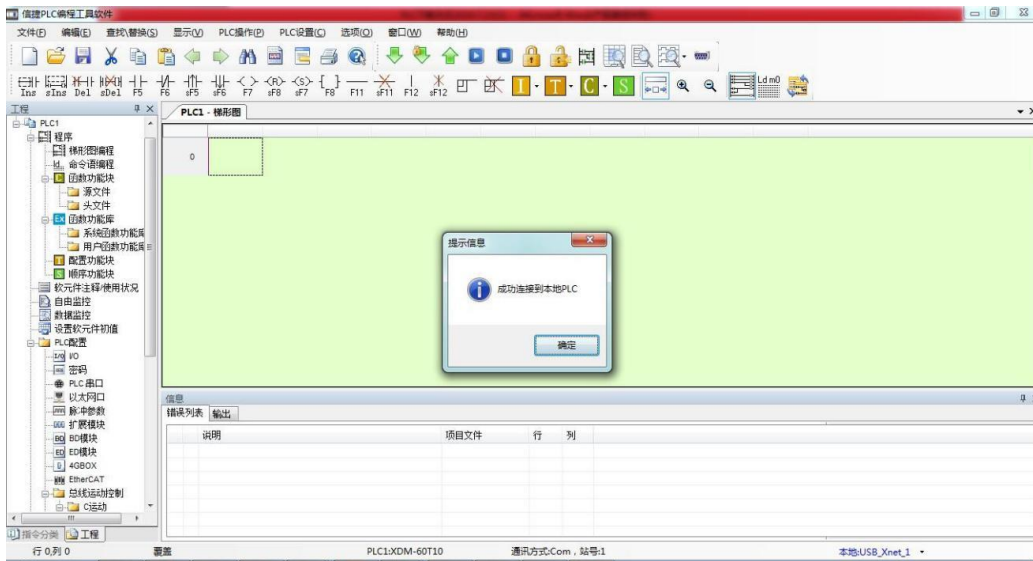 信捷PLC编程工具软件
文件(F) 编辑(E) 查找\替换(S) 显示(V) PLC操作(P) PLC设置(C) 选项(O) 窗口(W) 帮助(H)
Ins sIns Del sDel F5 F6 sF5 sF6 F7 sF8 sF7 F8 F11 sF11 F12 sF12 I T C S Ld m0
工程
PLC1 - 梯形图
PLC1
程序
梯形图编程
命令语编程
函数功能块
源文件
头文件
函数功能库
系统函数功能库
用户函数功能库
配置功能块
顺序功能块
软元件注释/使用状况
自由监控
数据监控
设置软元件初值
PLC配置
I/O I/O
密码
PLC 串口
以太网口
脉冲参数
扩展模块
BD BD模块
ED ED模块
4GBOX
EtherCAT
总线运动控制
C运动
指令分类 工程
0
提示信息
成功连接到本地PLC
确定
信息
错误列表 输出
说明 项目文件 行 列
行 0,列 0 覆盖 PLC1:XDM-60T10 通讯方式:Com , 站号:1 本地:USB_Xnet_1